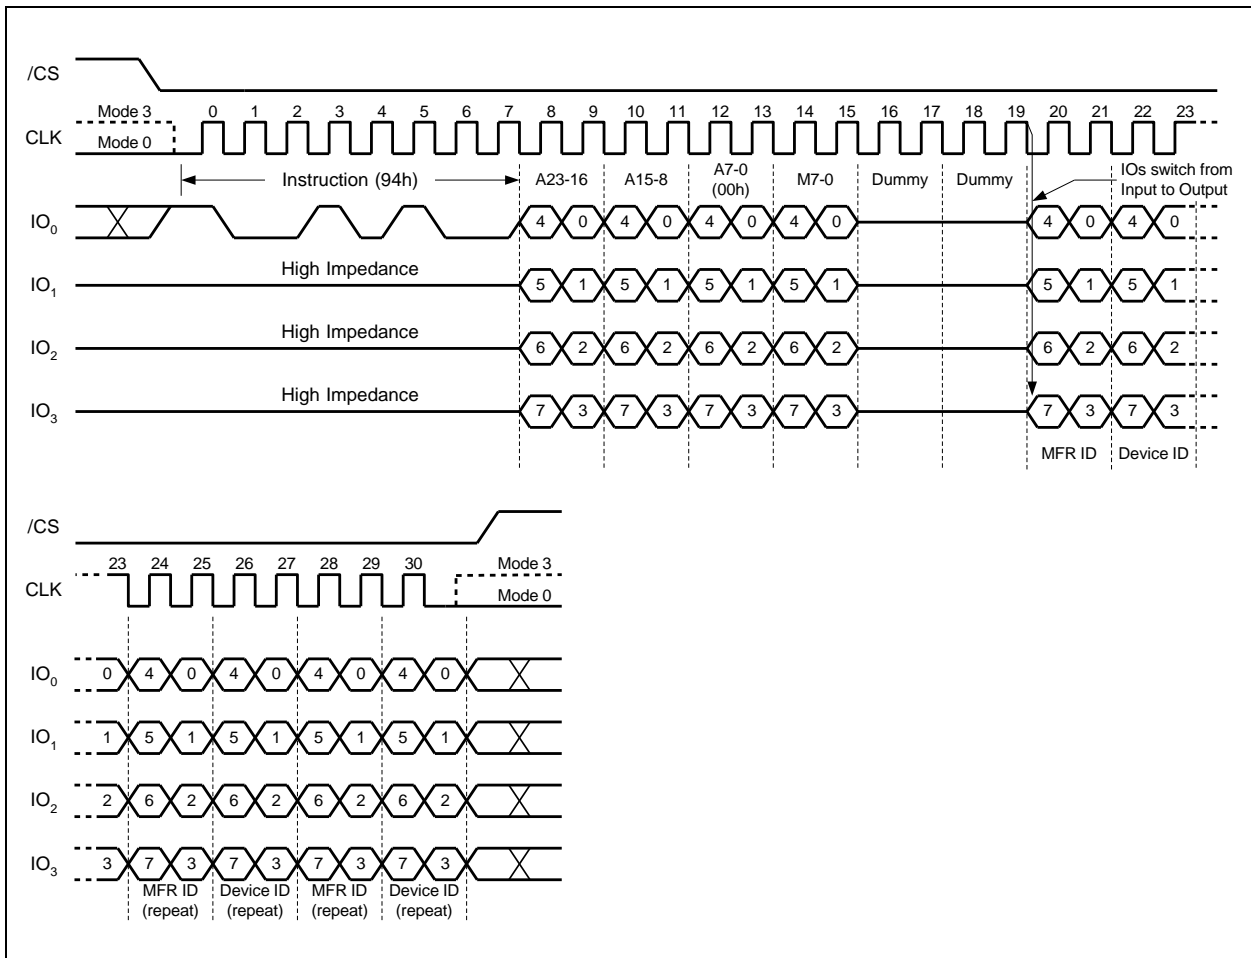 /CS
Mode 3 0 1 2 3 4 5 6 7 8 9 10 11 12 13 14 15 16 17 18 19 20 21 22 23
CLK
Mode 0
Instruction (94h) A23-16 A15-8 A7-0 (00h) M7-0 Dummy Dummy IOs switch from Input to Output
IO0 4 0 4 0 4 0 4 0 4 0 4 0
High Impedance
IO1 5 1 5 1 5 1 5 1 5 1 5 1
High Impedance
IO2 6 2 6 2 6 2 6 2 6 2 6 2
High Impedance
IO3 7 3 7 3 7 3 7 3 7 3 7 3
MFR ID Device ID
/CS
23 24 25 26 27 28 29 30 Mode 3
CLK
Mode 0
IO0 0 4 0 4 0 4 0 4 0
IO1 1 5 1 5 1 5 1 5 1
IO2 2 6 2 6 2 6 2 6 2
IO3 3 7 3 7 3 7 3 7 3
MFR ID Device ID MFR ID Device ID
(repeat) (repeat) (repeat) (repeat)